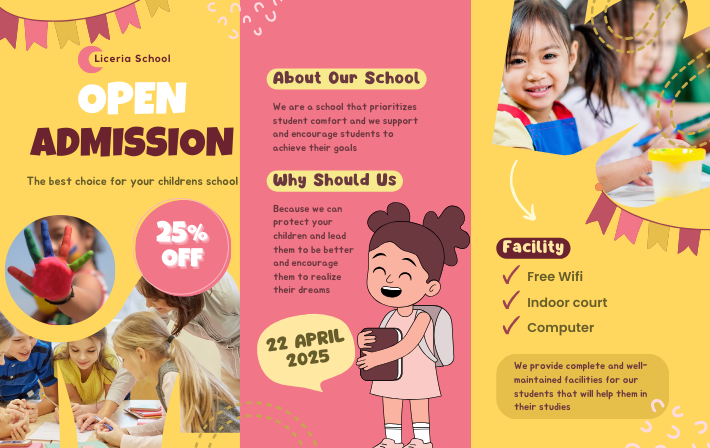 Liceria School
OPEN
ADMISSION
The best choice for your childrens school
25%
OFF
About Our School
We are a school that prioritizes
student comfort and we support
and encourage students to
achieve their goals
Why Should Us
Because we can
protect your
children and lead
them to be better
and encourage
them to realize
their dreams
22 APRIL
2025
Facility
Free Wifi
Indoor court
Computer
We provide complete and well-
maintained facilities for our
students that will help them in
their studies